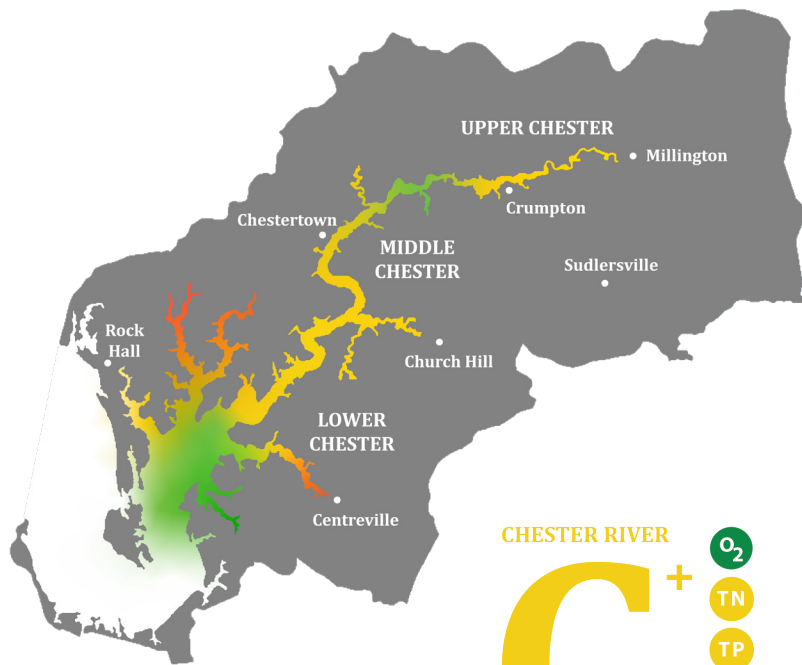 UPPER CHESTER
Millington
Crumpton
Chestertown
MIDDLE
CHESTER
Sudlersville
Rock
Hall
Church Hill
LOWER
CHESTER
Centreville
CHESTER RIVER
C+
O2
TN
TP